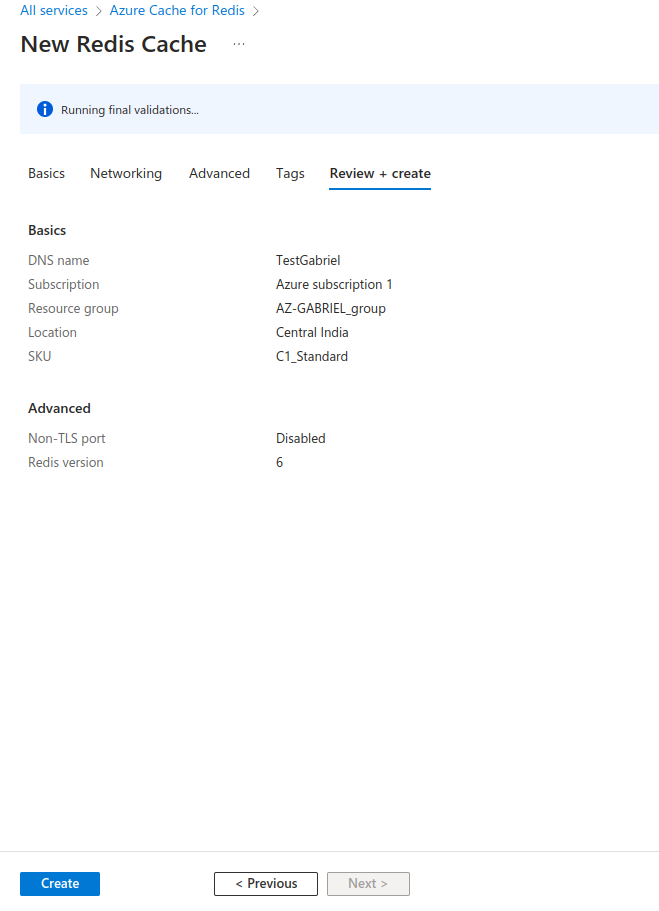 All services > Azure Cache for Redis >
New Redis Cache ...
Running final validations...
Basics Networking Advanced Tags Review + create
Basics
DNS name TestGabriel
Subscription Azure subscription 1
Resource group AZ-GABRIEL_group
Location Central India
SKU C1_Standard
Advanced
Non-TLS port Disabled
Redis version 6
Create < Previous Next >